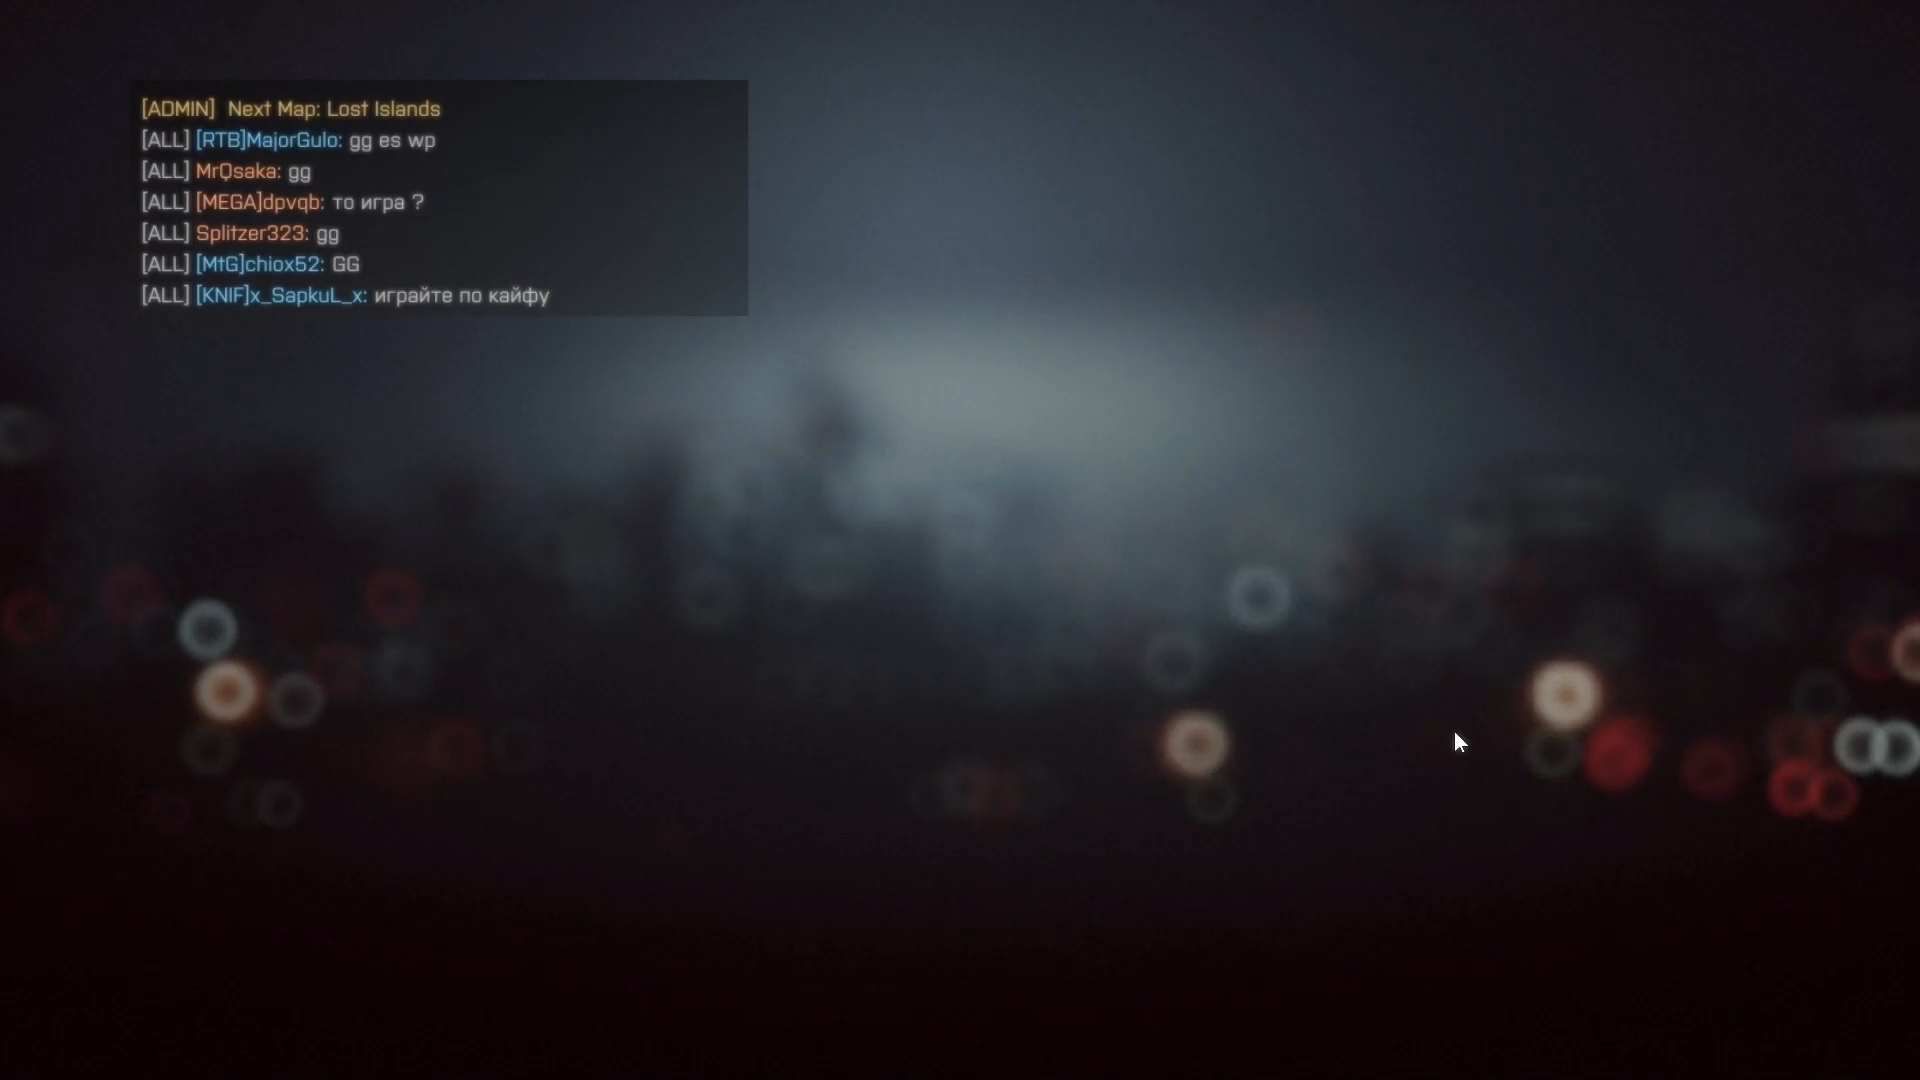 [ADMIN] Next Map: Lost Islands
[ALL] [RTB]MajorGulo: gg es wp
[ALL] MrQsaka: gg
[ALL] [MEGA]dpvqb: то игра ?
[ALL] Splitzer323: gg
[ALL] [MtG]chiox52: GG
[ALL] [KNIF]x_SapkuL_x: играйте по кайфу